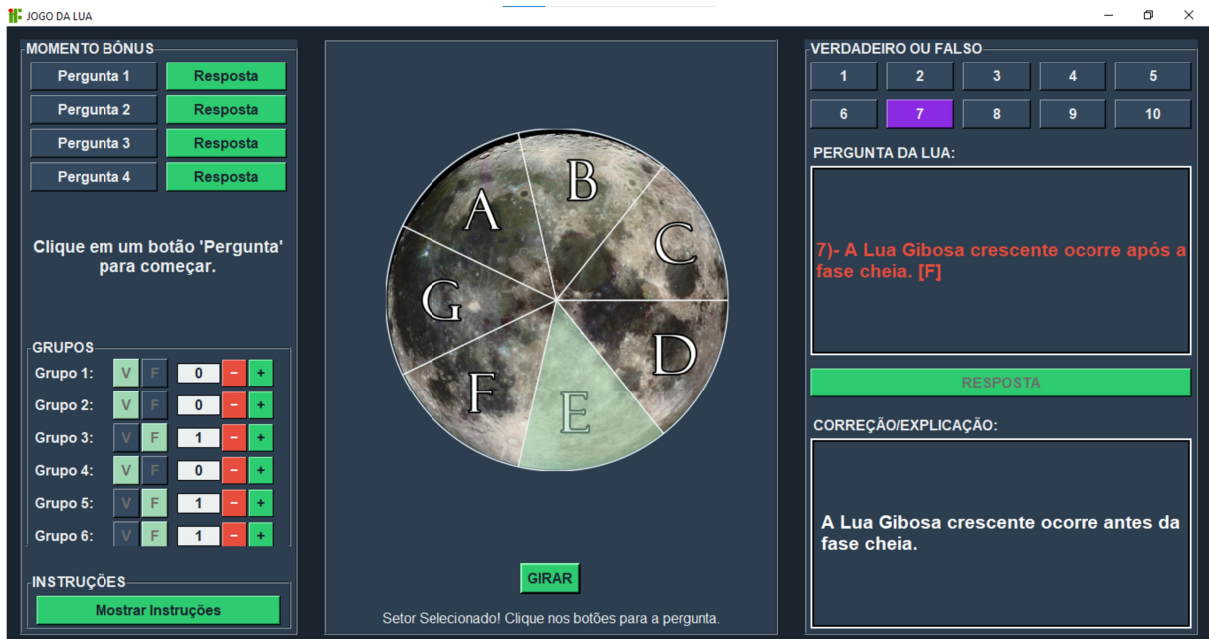 JOGO DA LUA
MOMENTO BÔNUS
Pergunta 1 Resposta
Pergunta 2 Resposta
Pergunta 3 Resposta
Pergunta 4 Resposta
Clique em um botão 'Pergunta'
para começar.
GRUPOS
Grupo 1: V F 0 - +
Grupo 2: V F 0 - +
Grupo 3: V F 1 - +
Grupo 4: V F 0 - +
Grupo 5: V F 1 - +
Grupo 6: V F 1 - +
INSTRUÇÕES
Mostrar Instruções
A
B
C
D
E
F
G
GIRAR
Setor Selecionado! Clique nos botões para a pergunta.
VERDADEIRO OU FALSO
1 2 3 4 5
6 7 8 9 10
PERGUNTA DA LUA:
7)- A Lua Gibosa crescente ocorre após a
fase cheia. [F]
RESPOSTA
CORREÇÃO/EXPLICAÇÃO:
A Lua Gibosa crescente ocorre antes da
fase cheia.